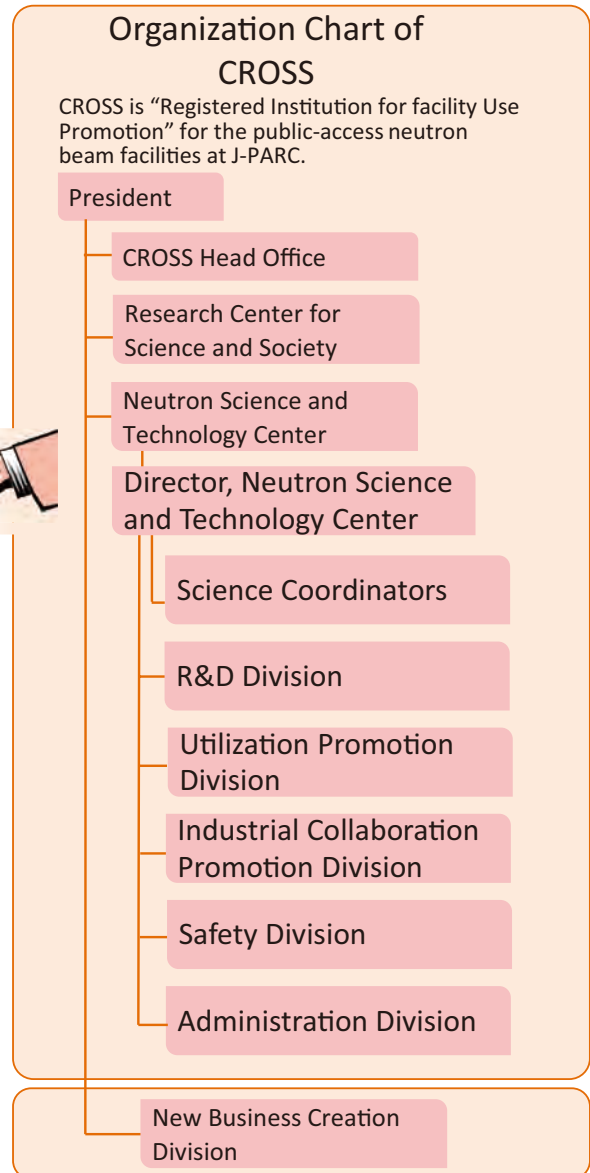 Organization Chart of
CROSS
CROSS is “Registered Institution for facility Use
Promotion” for the public-access neutron
beam facilities at J-PARC.
President
CROSS Head Office
Research Center for
Science and Society
Neutron Science and
Technology Center
Director, Neutron Science
and Technology Center
Science Coordinators
R&D Division
Utilization Promotion
Division
Industrial Collaboration
Promotion Division
Safety Division
Administration Division
New Business Creation
Division